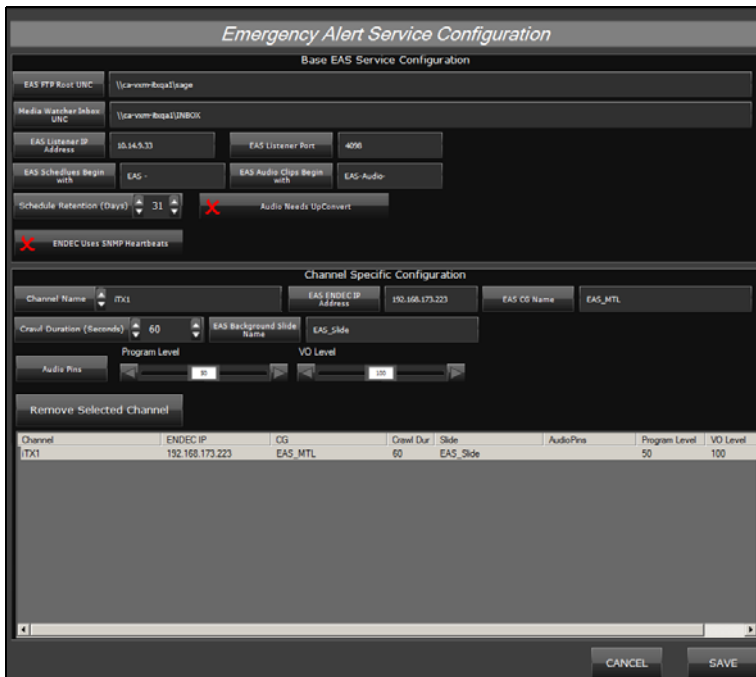 Emergency Alert Service Configuration
Base EAS Service Configuration
EAS FTP Root UNC \\ca-vxm-itxqa1\sage
Media Watcher Inbox UNC \\ca-vxm-itxqa1\INBOX
EAS Listener IP Address 10.14.9.33 EAS Listener Port 4098
EAS Schedlues Begin with EAS - EAS Audio Clips Begin with EAS-Audio-
Schedule Retention (Days) 31 Audio Needs UpConvert
ENDEC Uses SNMP Heartbeats
Channel Specific Configuration
Channel Name iTX1 EAS ENDEC IP Address 192.168.173.223 EAS CG Name EAS_MTL
Crawl Duration (Seconds) 60 EAS Background Slide Name EAS_Slide
Program Level VO Level
Audio Pins 50 100
Remove Selected Channel
Channel ENDEC IP CG Crawl Dur Slide AudioPins Program Level VO Level
iTX1 192.168.173.223 EAS_MTL 60 EAS_Slide 50 100
CANCEL SAVE